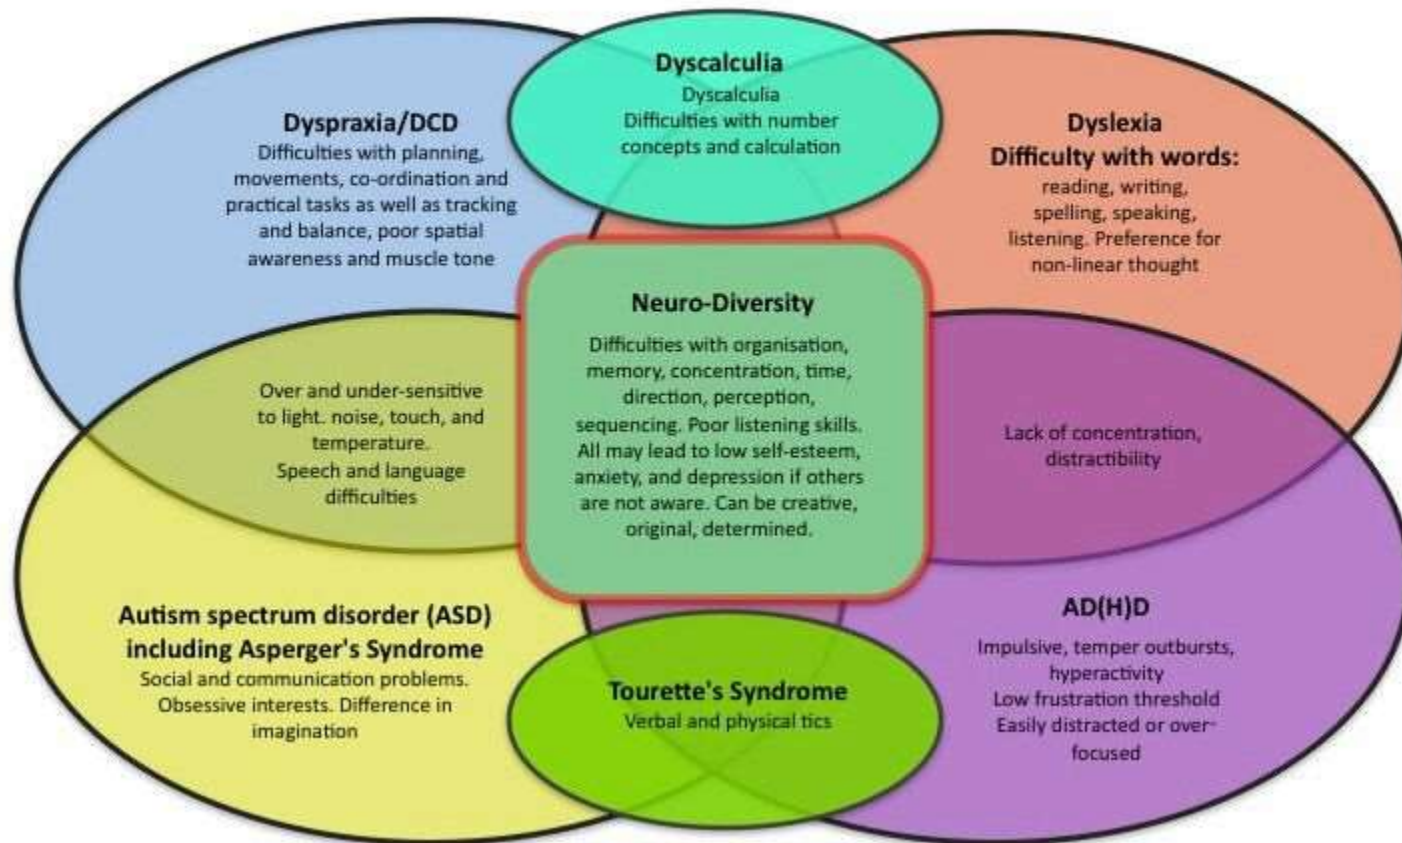 Dyscalculia
Dyscalculia
Difficulties with number
concepts and calculation
Dyspraxia/DCD
Difficulties with planning,
movements, co-ordination and
practical tasks as well as tracking
and balance, poor spatial
awareness and muscle tone
Dyslexia
Difficulty with words:
reading, writing,
spelling, speaking,
listening. Preference for
non-linear thought
Neuro-Diversity
Difficulties with organisation,
memory, concentration, time,
direction, perception,
sequencing. Poor listening skills.
All may lead to low self-esteem,
anxiety, and depression if others
are not aware. Can be creative,
original, determined.
Over and under-sensitive
to light. noise, touch, and
temperature.
Speech and language
difficulties
Lack of concentration,
distractibility
Autism spectrum disorder (ASD)
including Asperger's Syndrome
Social and communication problems.
Obsessive interests. Difference in
imagination
Tourette's Syndrome
Verbal and physical tics
AD(H)D
Impulsive, temper outbursts,
hyperactivity
Low frustration threshold
Easily distracted or over-
focused